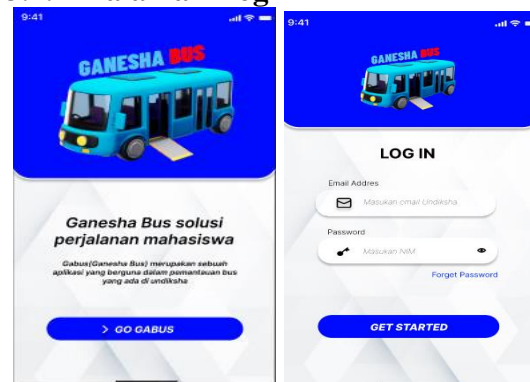 9:41
GANESHA BUS
Ganesha Bus solusi
perjalanan mahasiswa
Gabus(Ganesha Bus) merupakan sebuah
aplikasi yang berguna dalam pemantauan bus
yang ada di undiksha
> GO GABUS
9:41
GANESHA BUS
LOG IN
Email Addres
Masukan email Undiksha
Password
Masukan NIM
Forget Password
GET STARTED